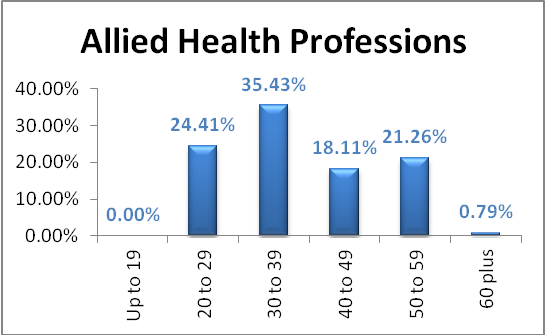 Allied Health Professions
40.00%
30.00%
20.00%
10.00%
0.00%
0.00%
24.41%
35.43%
18.11%
21.26%
0.79%
Up to 19
20 to 29
30 to 39
40 to 49
50 to 59
60 plus